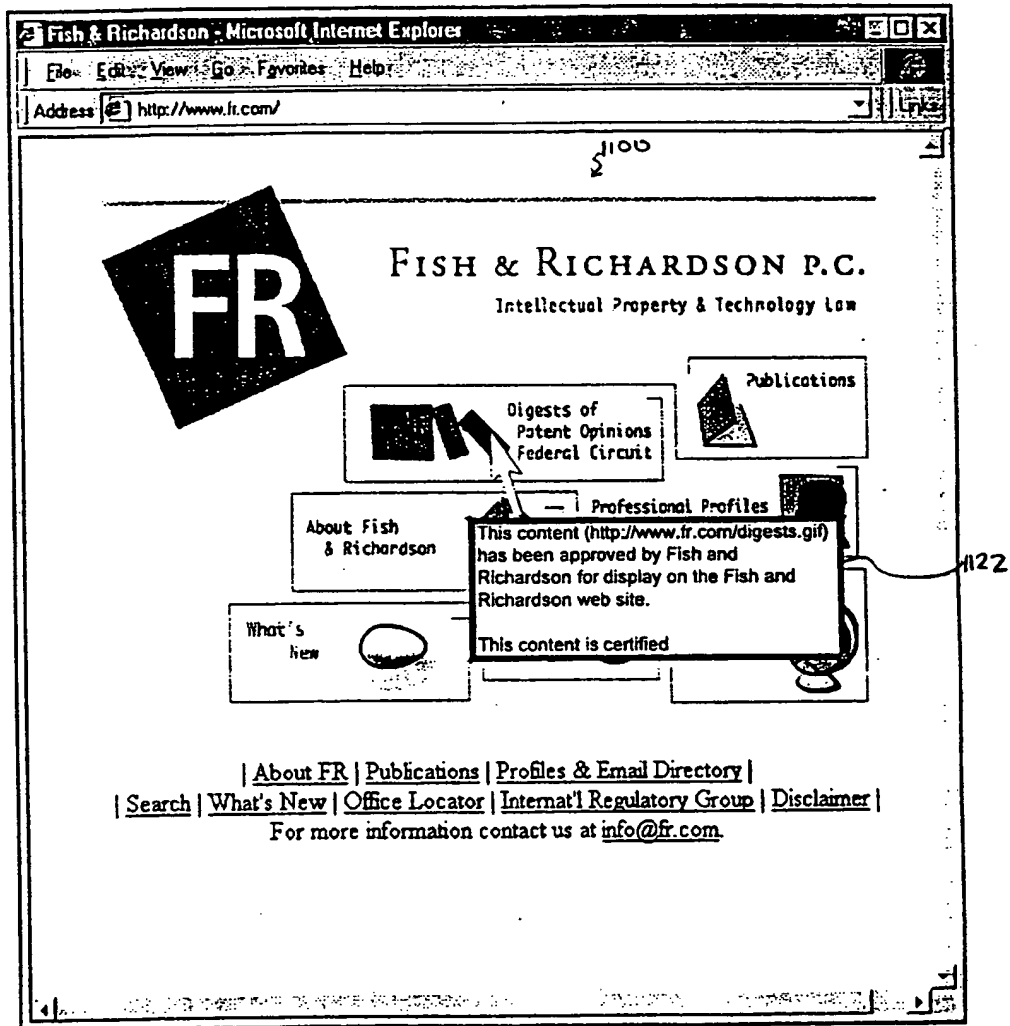 Fish & Richardson - Microsoft Internet Explorer
File Edit View Go Favorites Help
Address http://www.fr.com/ Links
1100
FR
FISH & RICHARDSON P.C.
Intellectual Property & Technology Law
Publications
Digests of
Patent Opinions
Federal Circuit
Professional Profiles
About Fish
& Richardson
This content (http://www.fr.com/digests.gif)
has been approved by Fish and
Richardson for display on the Fish and
Richardson web site.
This content is certified
1122
What's
New
| About FR | Publications | Profiles & Email Directory |
| Search | What's New | Office Locator | Internat'l Regulatory Group | Disclaimer |
For more information contact us at info@fr.com.